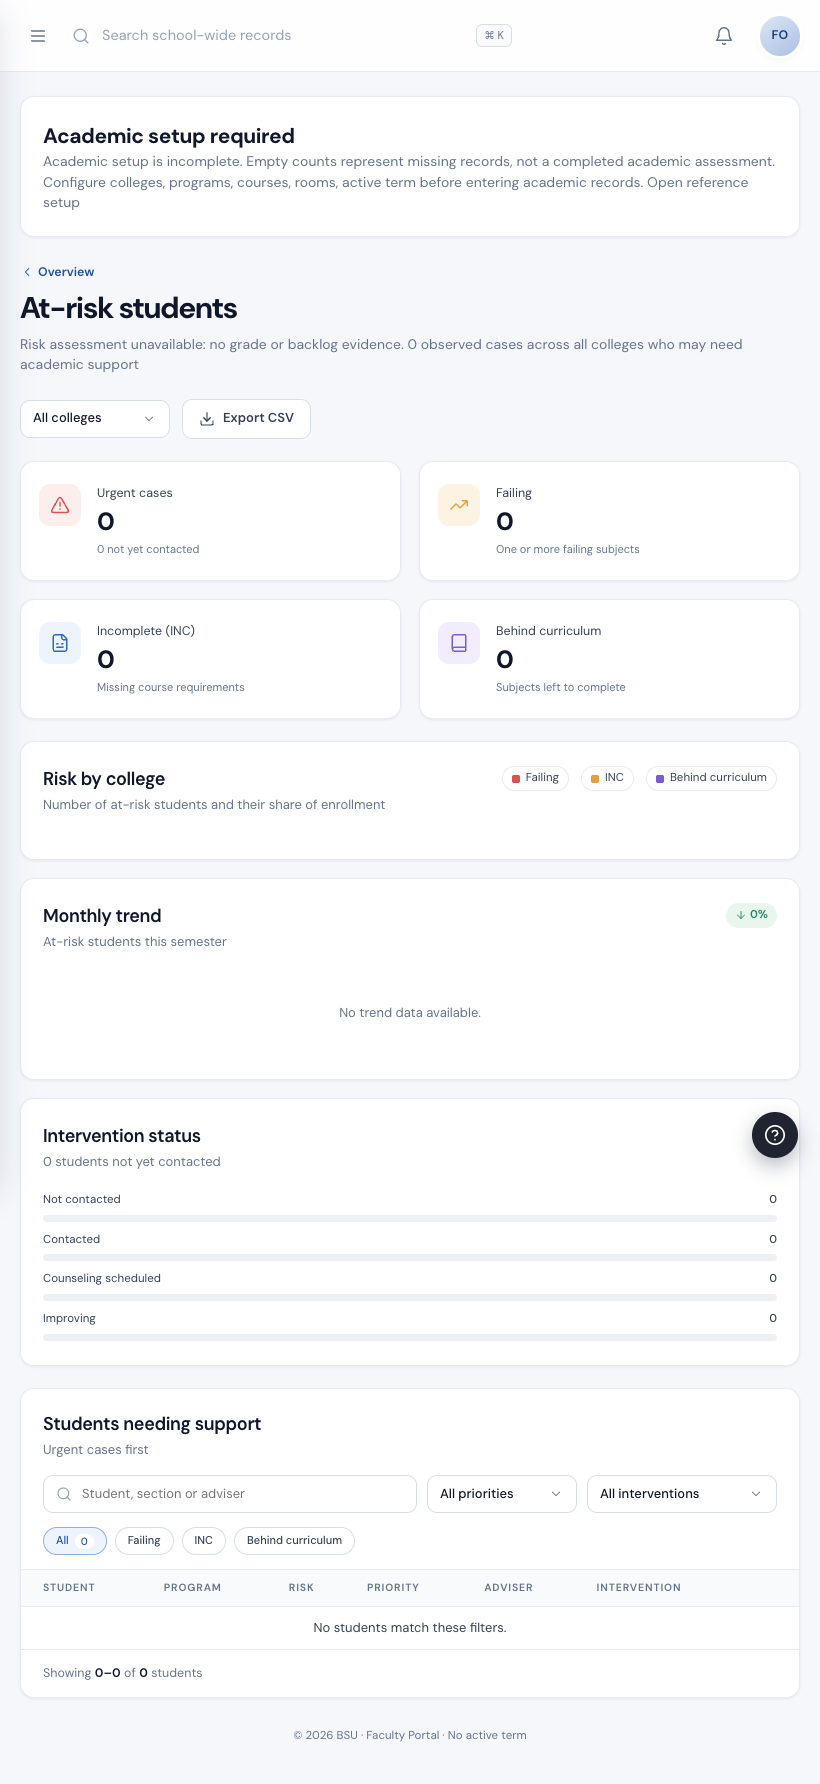 Search school-wide records
⌘ K
FO
Academic setup required
Academic setup is incomplete. Empty counts represent missing records, not a completed academic assessment.
Configure colleges, programs, courses, rooms, active term before entering academic records. Open reference
setup
Overview
At-risk students
Risk assessment unavailable: no grade or backlog evidence. 0 observed cases across all colleges who may need
academic support
All colleges
Export CSV
Urgent cases
0
0 not yet contacted
Failing
0
One or more failing subjects
Incomplete (INC)
0
Missing course requirements
Behind curriculum
0
Subjects left to complete
Risk by college
Failing
INC
Behind curriculum
Number of at-risk students and their share of enrollment
Monthly trend
↓ 0%
At-risk students this semester
No trend data available.
Intervention status
0 students not yet contacted
Not contacted 0
Contacted 0
Counseling scheduled 0
Improving 0
Students needing support
Urgent cases first
Student, section or adviser
All priorities
All interventions
All 0
Failing
INC
Behind curriculum
STUDENT PROGRAM RISK PRIORITY ADVISER INTERVENTION
No students match these filters.
Showing 0–0 of 0 students
© 2026 BSU · Faculty Portal · No active term